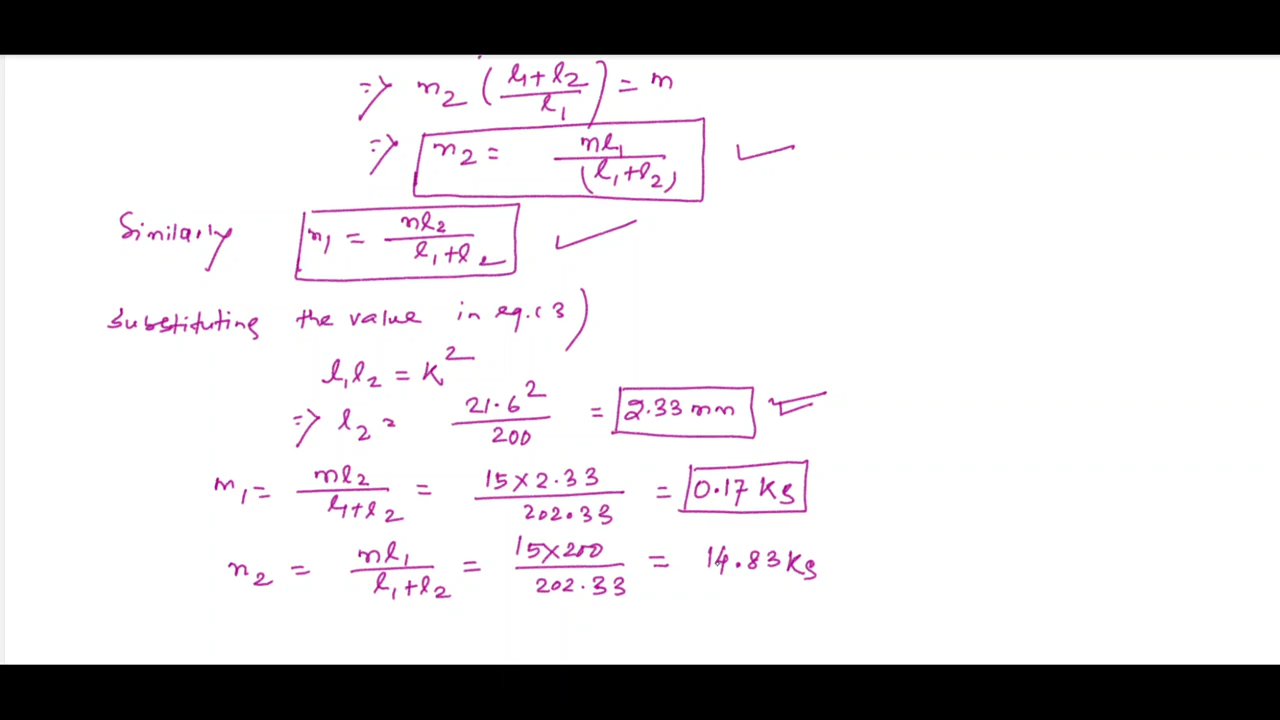 ⇒ m2 ( (l1+l2)/l1 ) = m
⇒ m2 = ml1/(l1+l2)
Similarly m1 = ml2/(l1+l2)
Substituting the value in eq.(3)
l1l2 = K^2
⇒ l2 = 21.6^2/200 = 2.33 mm
m1 = ml2/(l1+l2) = 15×2.33/202.33 = 0.17 Kg
m2 = ml1/(l1+l2) = 15×200/202.33 = 14.83 Kg